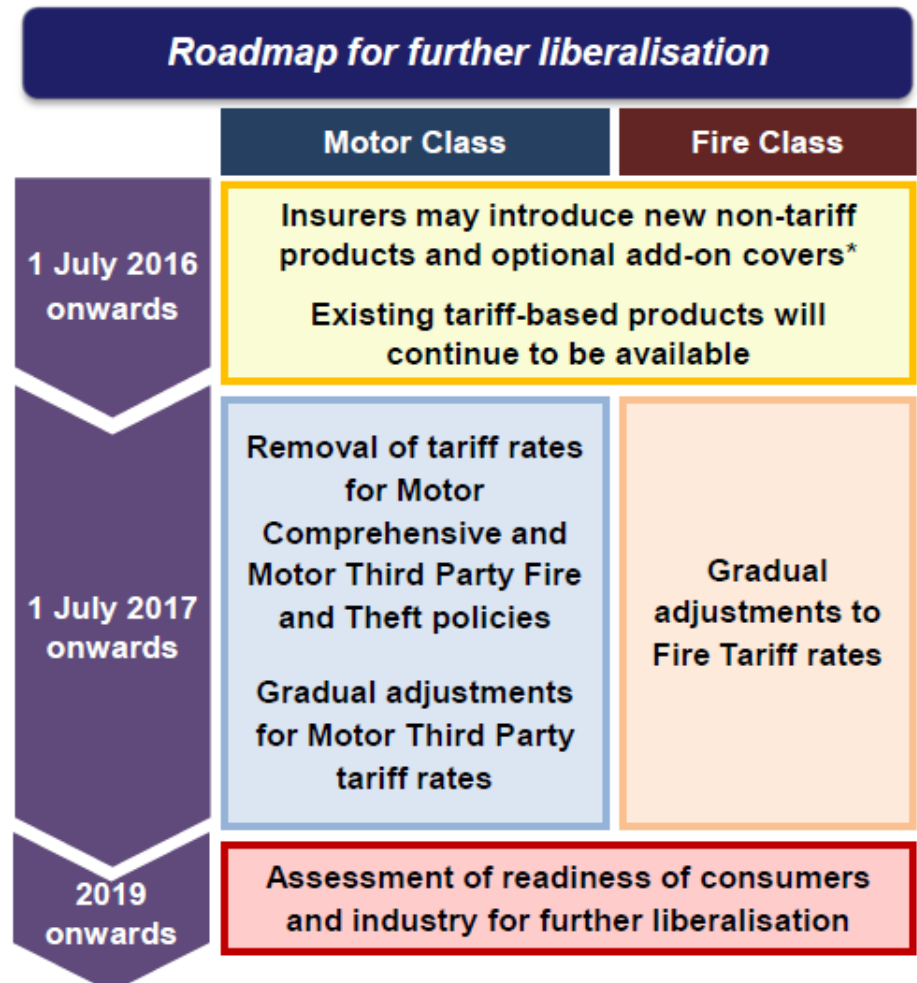 Roadmap for further liberalisation
Motor Class
Fire Class
1 July 2016
onwards
Insurers may introduce new non-tariff
products and optional add-on covers*
Existing tariff-based products will
continue to be available
1 July 2017
onwards
Removal of tariff rates
for Motor
Comprehensive and
Motor Third Party Fire
and Theft policies
Gradual adjustments
for Motor Third Party
tariff rates
Gradual
adjustments to
Fire Tariff rates
2019
onwards
Assessment of readiness of consumers
and industry for further liberalisation